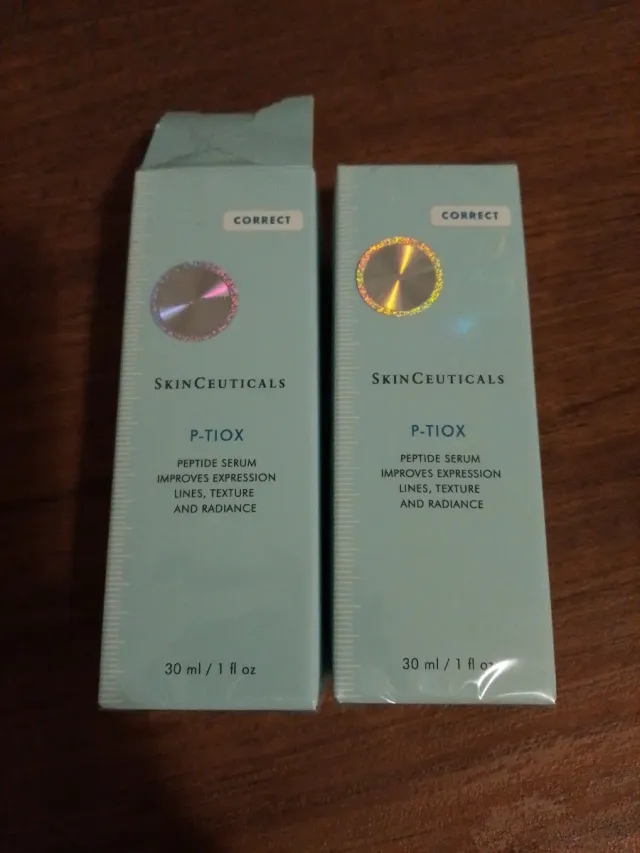 CORRECT
SKINCEUTICALS
P-TIOX
PEPTIDE SERUM
IMPROVES EXPRESSION
LINES, TEXTURE
AND RADIANCE
30 ml / 1 fl oz
CORRECT
SKINCEUTICALS
P-TIOX
PEPTIDE SERUM
IMPROVES EXPRESSION
LINES, TEXTURE
AND RADIANCE
30 ml / 1 fl oz